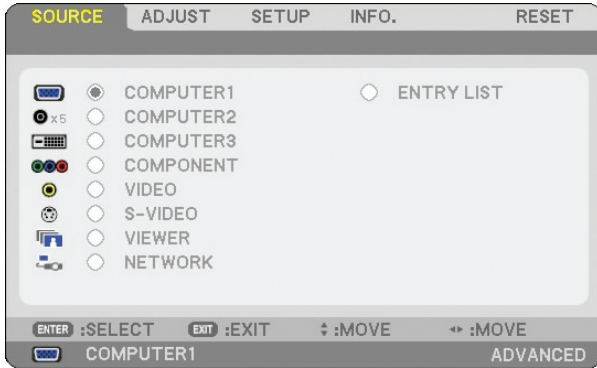 SOURCE ADJUST SETUP INFO. RESET
COMPUTER1 ENTRY LIST
×5 COMPUTER2
COMPUTER3
COMPONENT
VIDEO
S-VIDEO
VIEWER
NETWORK
ENTER :SELECT EXIT :EXIT :MOVE :MOVE
COMPUTER1 ADVANCED